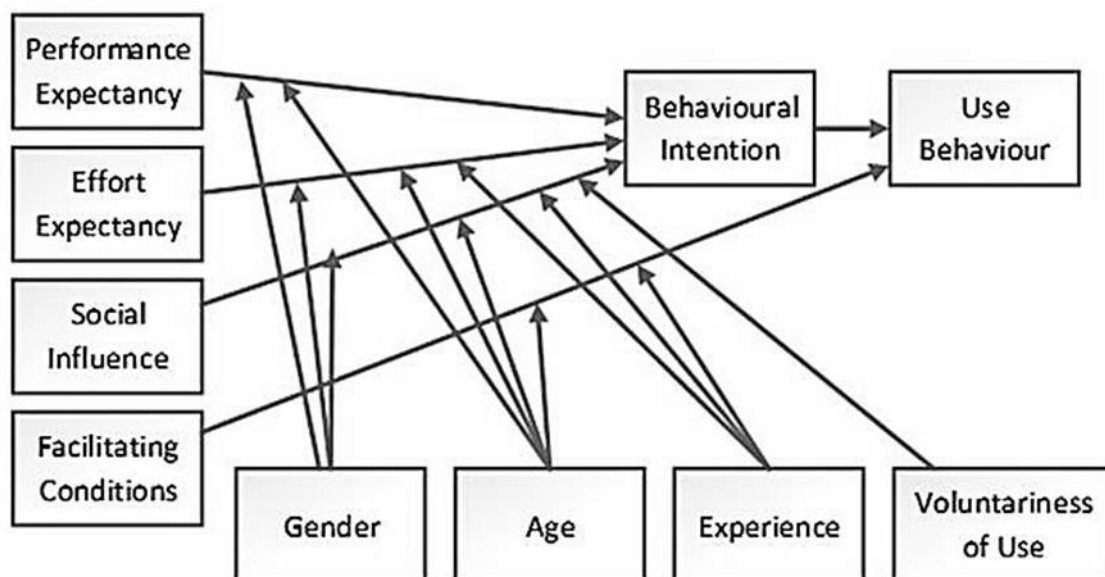 Performance
Expectancy
Behavioural
Intention
Use
Behaviour
Effort
Expectancy
Social
Influence
Facilitating
Conditions
Gender
Age
Experience
Voluntariness
of Use